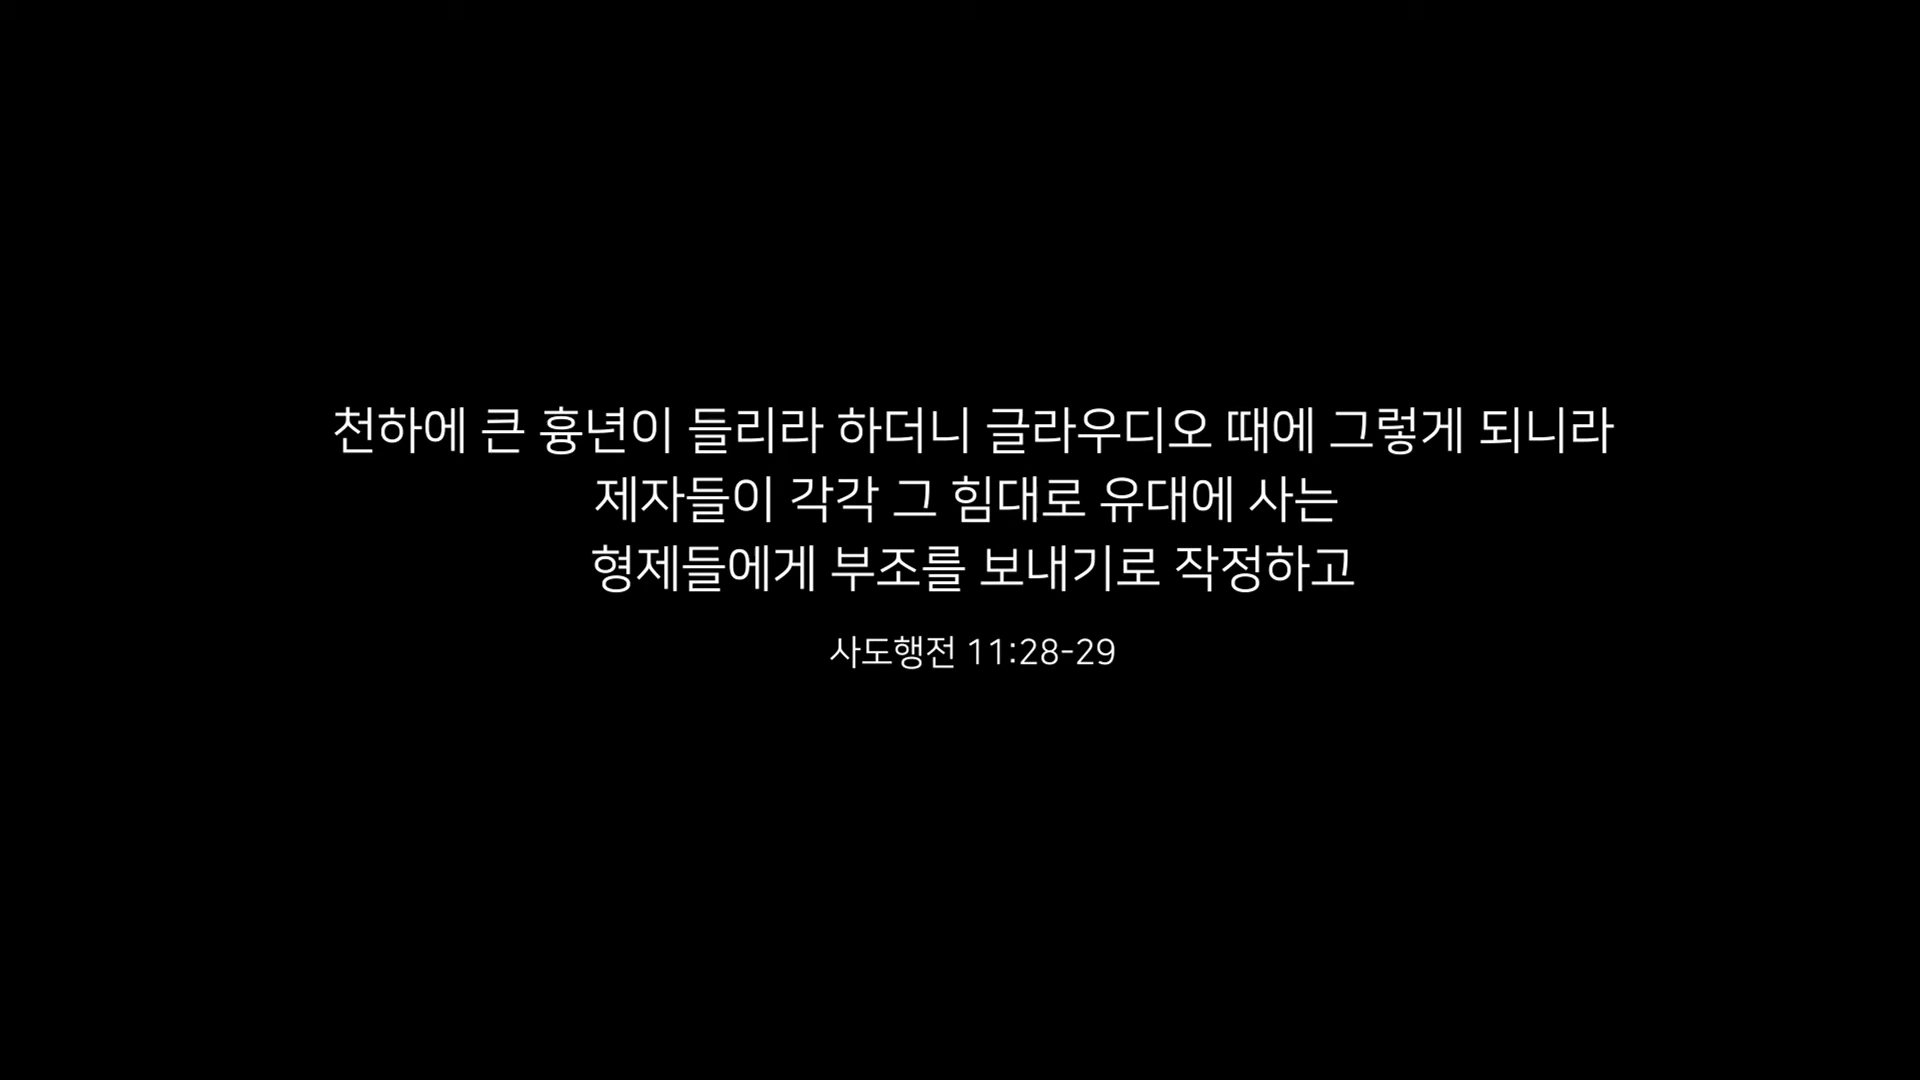 천하에 큰 흉년이 들리라 하더니 글라우디오 때에 그렇게 되니라
제자들이 각각 그 힘대로 유대에 사는
형제들에게 부조를 보내기로 작정하고
사도행전 11:28-29